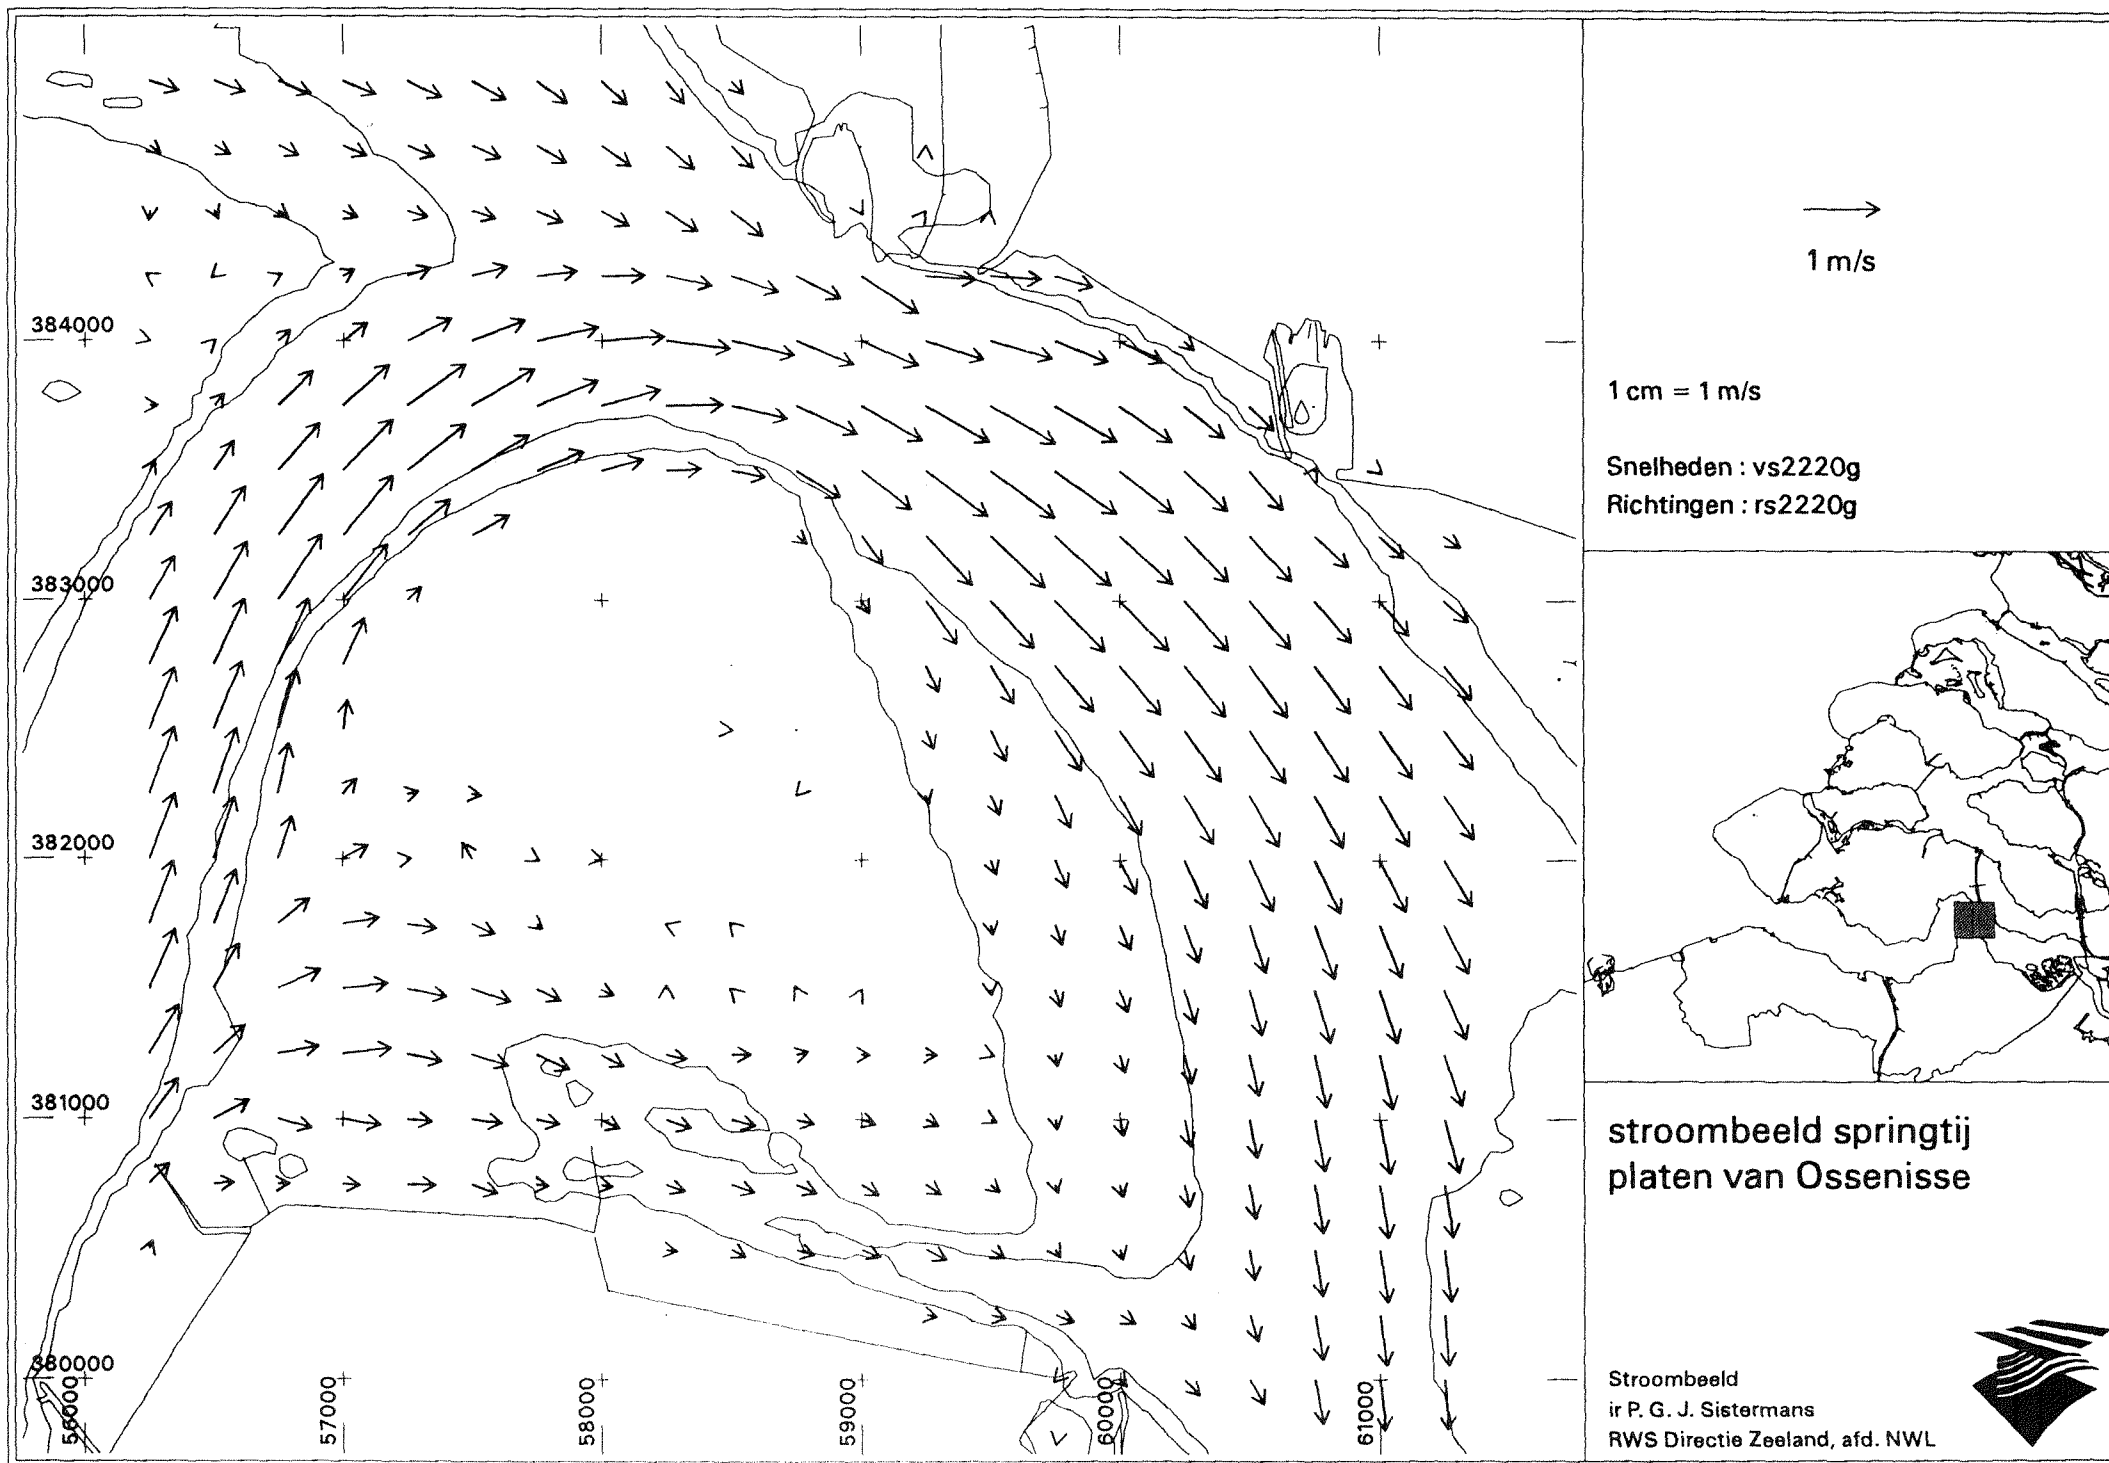 384000
383000
382000
381000
380000
56000
57000
58000
59000
60000
61000
1 m/s
1 cm = 1 m/s
Snelheden : vs2220g
Richtingen : rs2220g
stroombeeld springtij
platen van Ossenisse
Stroombeeld
ir P. G. J. Sistermans
RWS Directie Zeeland, afd. NWL